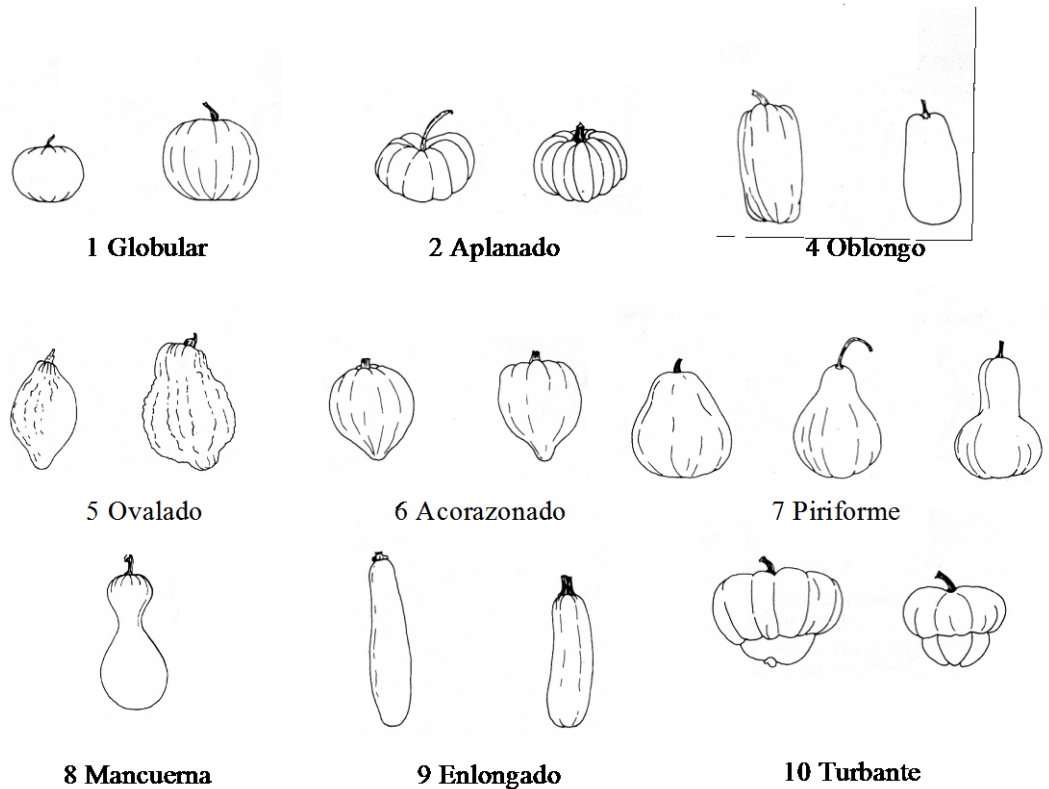 1 Globular
2 Aplanado
4 Oblongo
5 Ovalado
6 Acorazonado
7 Piriforme
8 Mancuerna
9 Enlongado
10 Turbante